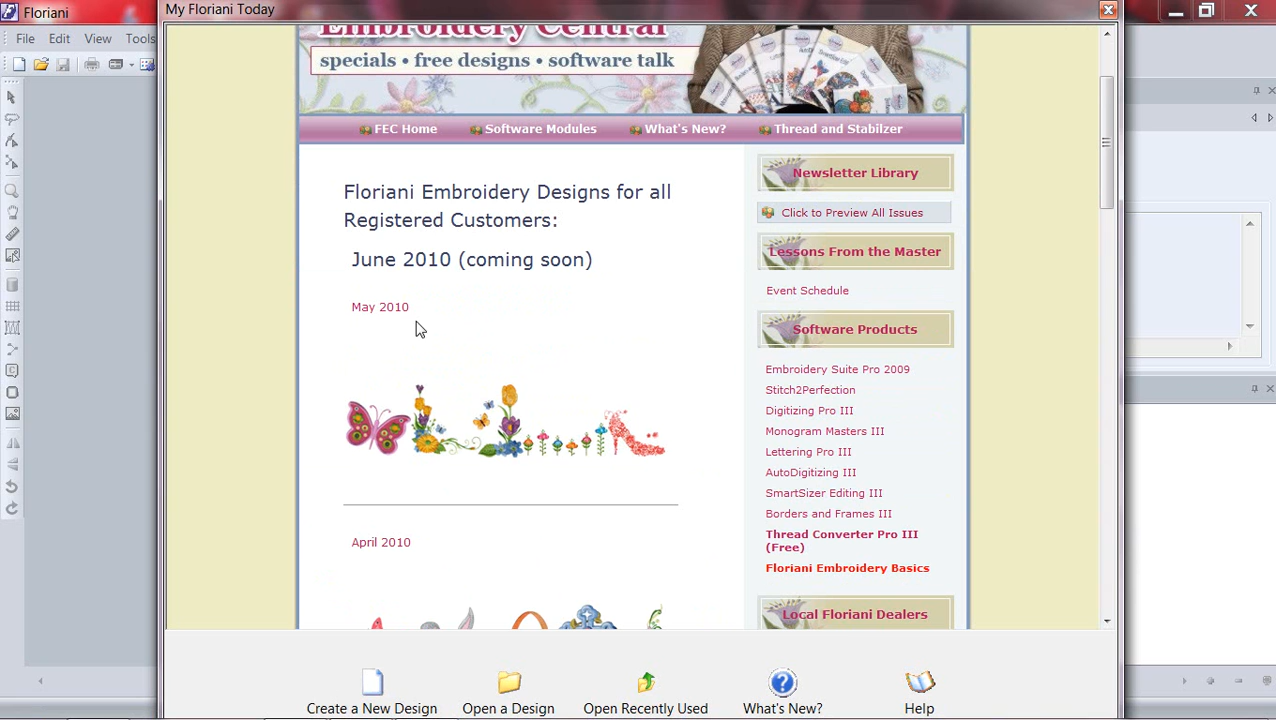 Floriani
My Floriani Today
File Edit View Tools
Embroidery Central
specials • free designs • software talk
FEC Home Software Modules What's New? Thread and Stabilzer
Floriani Embroidery Designs for all
Registered Customers:
June 2010 (coming soon)
May 2010
April 2010
Newsletter Library
Click to Preview All Issues
Lessons From the Master
Event Schedule
Software Products
Embroidery Suite Pro 2009
Stitch2Perfection
Digitizing Pro III
Monogram Masters III
Lettering Pro III
AutoDigitizing III
SmartSizer Editing III
Borders and Frames III
Thread Converter Pro III
(Free)
Floriani Embroidery Basics
Local Floriani Dealers
Create a New Design Open a Design Open Recently Used What's New? Help